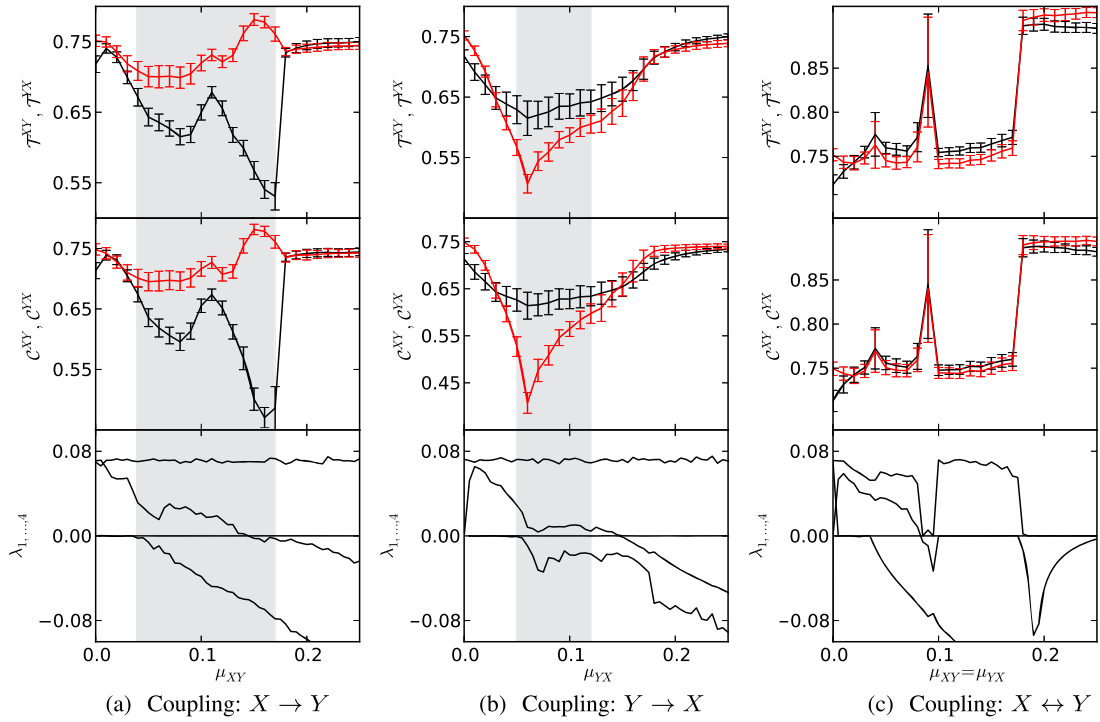 0.75
0.65
0.55
𝒯^{XY}, 𝒯^{YX}
0.75
0.65
0.55
𝒯^{XY}, 𝒯^{YX}
0.85
0.75
𝒯^{XY}, 𝒯^{YX}
0.75
0.65
0.55
𝒞^{XY}, 𝒞^{YX}
0.75
0.65
0.55
0.45
𝒞^{XY}, 𝒞^{YX}
0.85
0.80
0.75
𝒞^{XY}, 𝒞^{YX}
0.08
0.00
−0.08
λ_{1,...,4}
0.08
0.00
−0.08
λ_{1,...,4}
0.08
0.00
−0.08
λ_{1,...,4}
0.0 0.1 0.2
0.0 0.1 0.2
0.0 0.1 0.2
μ_{XY}
μ_{YX}
μ_{XY}=μ_{YX}
(a) Coupling: X → Y
(b) Coupling: Y → X
(c) Coupling: X ↔ Y